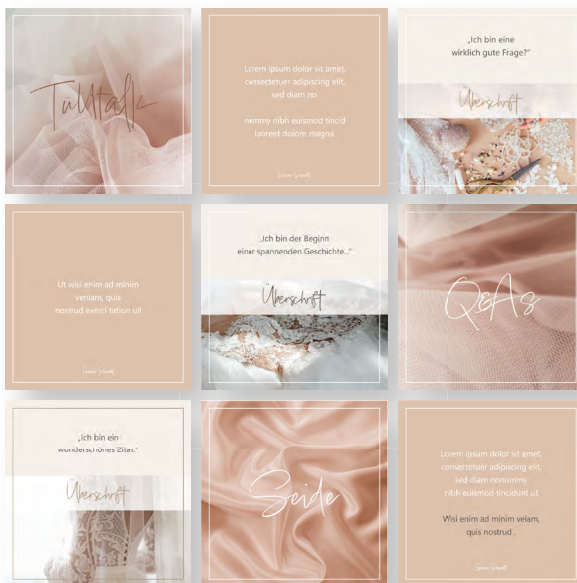 Tülltalk
Lorem ipsum dolor sit amet,
consectetuer adipiscing elit,
sed diam no
nommy nibh euismod tincid
laoreet dolore magna
„Ich bin eine
wirklich gute Frage?"
Überschrift
Ut wisi enim ad minim
veniam, quis
nostrud exerci tation ull
„Ich bin der Beginn
einer spannenden Geschichte..."
Überschrift
Q&As
„Ich bin ein
wunderschönes Zitat."
Überschrift
Seide
Lorem ipsum dolor sit amet,
consectetuer adipiscing elit,
sed diam nonummy
nibh euismod tincidunt ut
Wisi enim ad minim veiam,
quis nostrud .